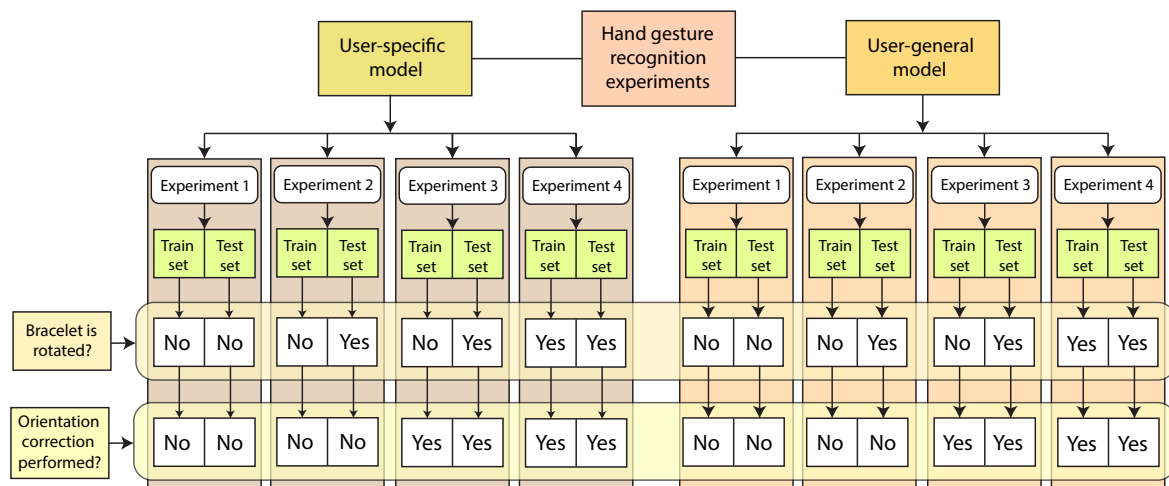 User-specific
model
Hand gesture
recognition
experiments
User-general
model
Experiment 1
Experiment 2
Experiment 3
Experiment 4
Experiment 1
Experiment 2
Experiment 3
Experiment 4
Train Test Train Test Train Test Train Test Train Test Train Test Train Test Train Test
set set set set set set set set set set set set set set set set
Bracelet is
rotated?
No No No Yes No Yes Yes Yes No No No Yes No Yes Yes Yes
Orientation
correction
performed?
No No No No Yes Yes Yes Yes No No No No Yes Yes Yes Yes